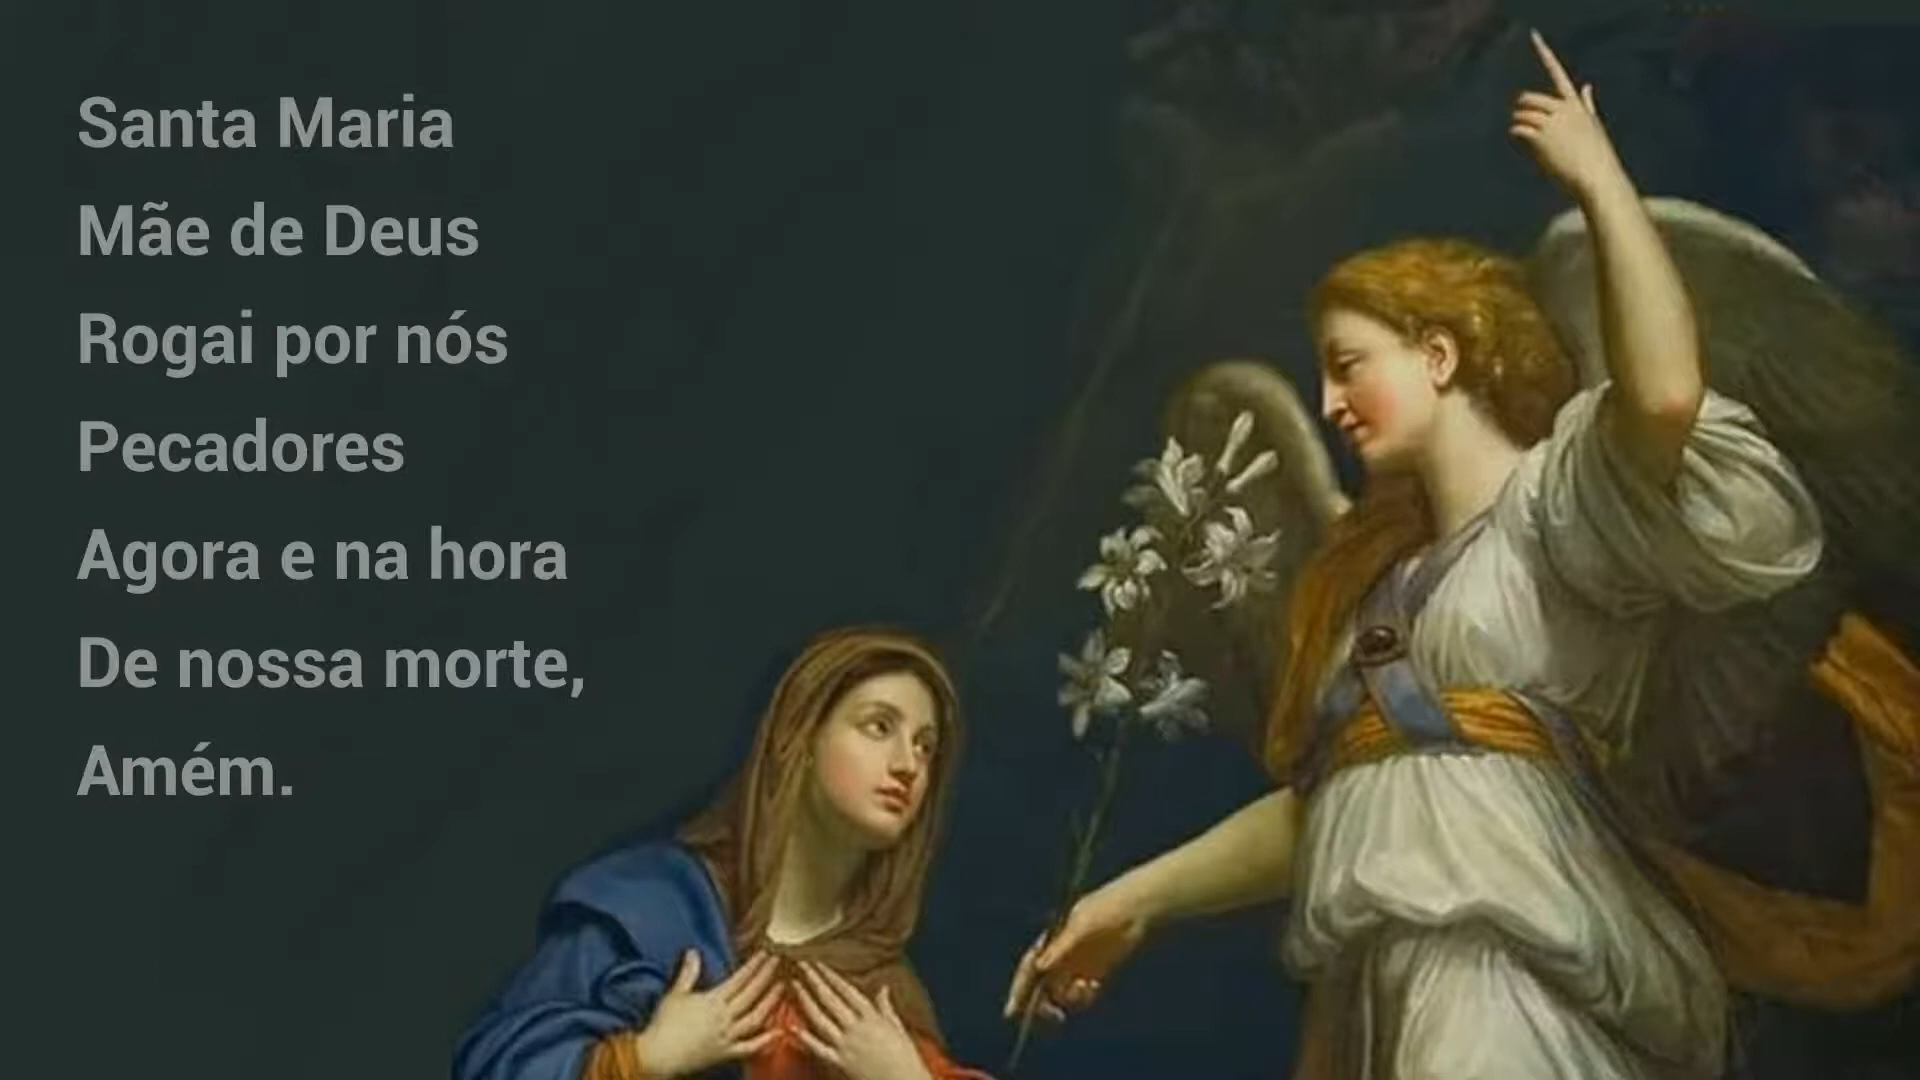 Santa Maria
Mãe de Deus
Rogai por nós
Pecadores
Agora e na hora
De nossa morte,
Amém.